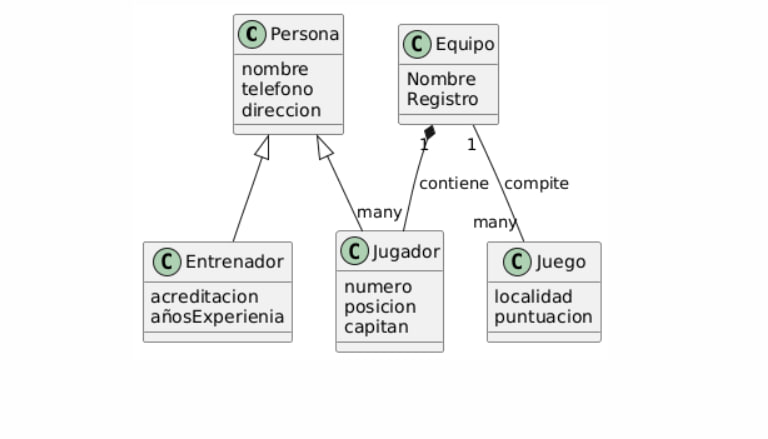 C Persona
nombre
telefono
direccion
C Equipo
Nombre
Registro
1
1
contiene
compite
many
many
C Entrenador
acreditacion
añosExperienia
C Jugador
numero
posicion
capitan
C Juego
localidad
puntuacion